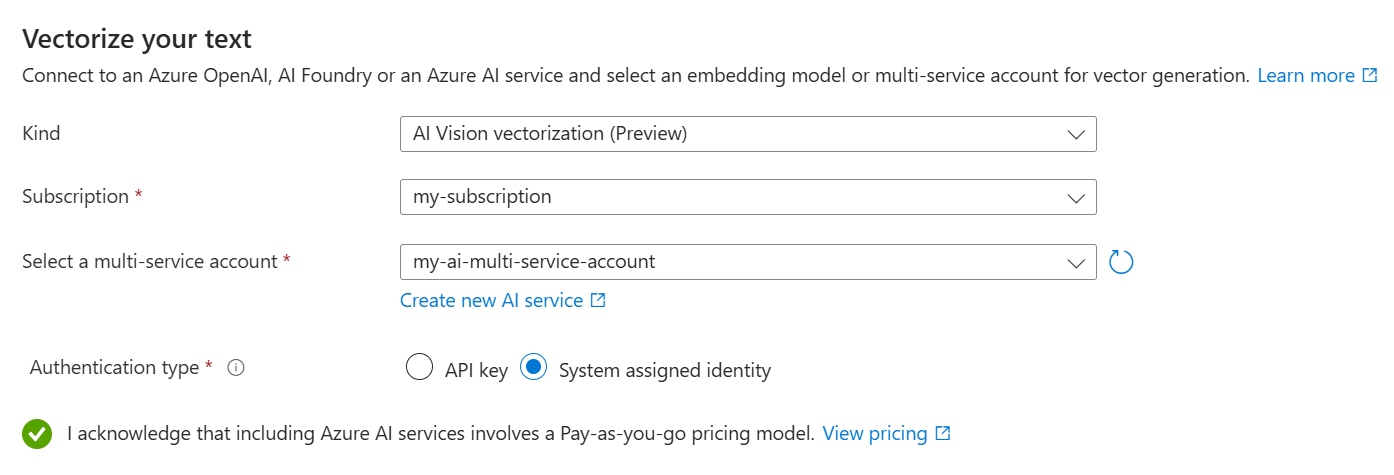 Vectorize your text
Connect to an Azure OpenAI, AI Foundry or an Azure AI service and select an embedding model or multi-service account for vector generation. Learn more
Kind AI Vision vectorization (Preview)
Subscription * my-subscription
Select a multi-service account * my-ai-multi-service-account
Create new AI service
Authentication type * API key System assigned identity
I acknowledge that including Azure AI services involves a Pay-as-you-go pricing model. View pricing